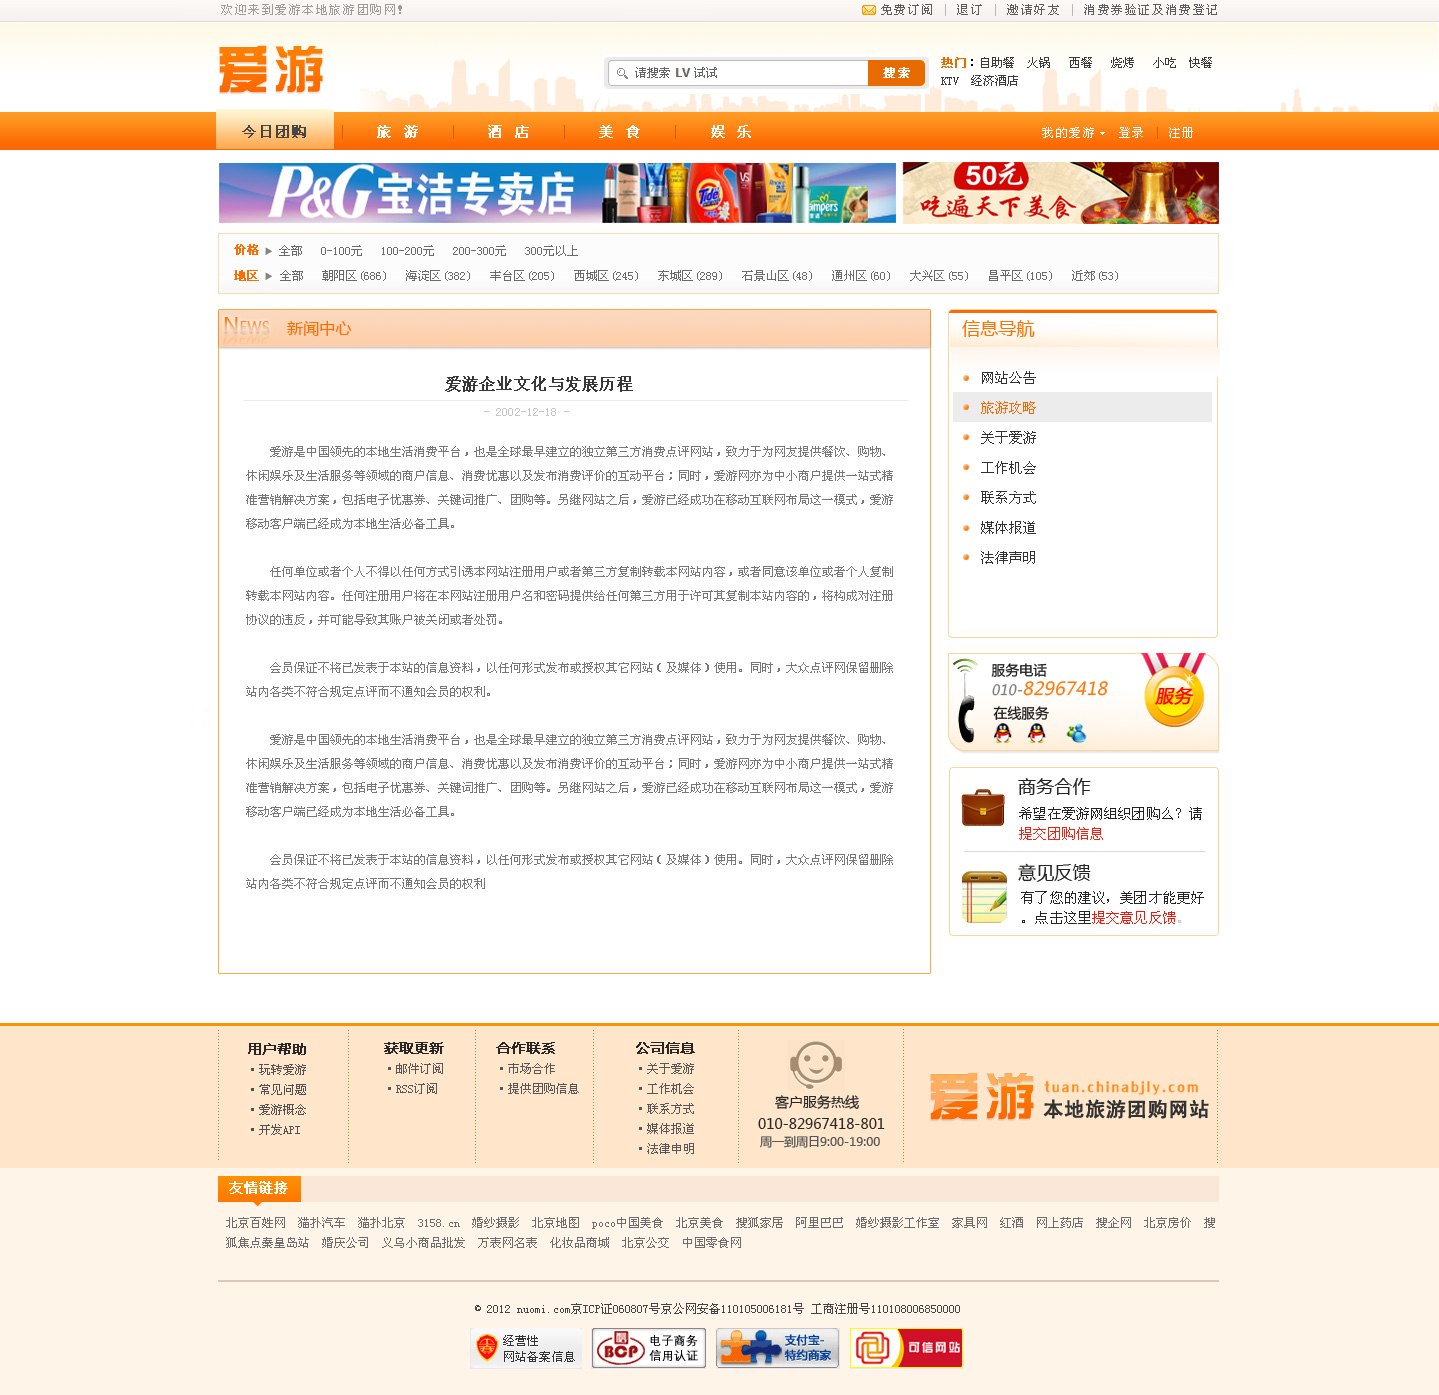 欢迎来到爱游本地旅游团购网!
免费订阅 | 退订 | 邀请好友 | 消费券验证及消费登记
爱游
请搜索 LV 试试
搜索
热门：自助餐 火锅 西餐 烧烤 小吃 快餐
KTV 经济酒店
今日团购 旅 游 酒 店 美 食 娱 乐
我的爱游 登录 注册
P&G宝洁专卖店
Tide
VS
Pampers
50元
吃遍天下美食
价格 全部 0-100元 100-200元 200-300元 300元以上
地区 全部 朝阳区(686) 海淀区(382) 丰台区(205) 西城区(245) 东城区(289) 石景山区(48) 通州区(60) 大兴区(55) 昌平区(105) 近郊(53)
NEWS 新闻中心
爱游企业文化与发展历程
- 2002-12-18 -
爱游是中国领先的本地生活消费平台，也是全球最早建立的独立第三方消费点评网站，致力于为网友提供餐饮、购物、
休闲娱乐及生活服务等领域的商户信息、消费优惠以及发布消费评价的互动平台；同时，爱游网亦为中小商户提供一站式精
准营销解决方案，包括电子优惠券、关键词推广、团购等。另继网站之后，爱游已经成功在移动互联网布局这一模式，爱游
移动客户端已经成为本地生活必备工具。
任何单位或者个人不得以任何方式引诱本网站注册用户或者第三方复制转载本网站内容，或者同意该单位或者个人复制
转载本网站内容。任何注册用户将在本网站注册用户名和密码提供给任何第三方用于许可其复制本站内容的，将构成对注册
协议的违反，并可能导致其账户被关闭或者处罚。
会员保证不将已发表于本站的信息资料，以任何形式发布或授权其它网站（及媒体）使用。同时，大众点评网保留删除
站内各类不符合规定点评而不通知会员的权利。
爱游是中国领先的本地生活消费平台，也是全球最早建立的独立第三方消费点评网站，致力于为网友提供餐饮、购物、
休闲娱乐及生活服务等领域的商户信息、消费优惠以及发布消费评价的互动平台；同时，爱游网亦为中小商户提供一站式精
准营销解决方案，包括电子优惠券、关键词推广、团购等。另继网站之后，爱游已经成功在移动互联网布局这一模式，爱游
移动客户端已经成为本地生活必备工具。
会员保证不将已发表于本站的信息资料，以任何形式发布或授权其它网站（及媒体）使用。同时，大众点评网保留删除
站内各类不符合规定点评而不通知会员的权利
信息导航
网站公告
旅游攻略
关于爱游
工作机会
联系方式
媒体报道
法律声明
服务电话
010-82967418
在线服务
服务
商务合作
希望在爱游网组织团购么？请
提交团购信息
意见反馈
有了您的建议，美团才能更好
。点击这里提交意见反馈。
用户帮助
玩转爱游
常见问题
爱游概念
开发API
获取更新
邮件订阅
RSS订阅
合作联系
市场合作
提供团购信息
公司信息
关于爱游
工作机会
联系方式
媒体报道
法律申明
客户服务热线
010-82967418-801
周一到周日9:00-19:00
爱游
tuan.chinabjly.com
本地旅游团购网站
友情链接
北京百姓网 猫扑汽车 猫扑北京 3158.cn 婚纱摄影 北京地图 poco中国美食 北京美食 搜狐家居 阿里巴巴 婚纱摄影工作室 家具网 红酒 网上药店 搜企网 北京房价 搜
狐焦点秦皇岛站 婚庆公司 义乌小商品批发 万表网名表 化妆品商城 北京公交 中国零食网
© 2012 nuomi.com京ICP证060807号京公网安备110105006181号 工商注册号110108006850000
经营性
网站备案信息
BCP
电子商务
信用认证
支付宝-
特约商家
可信网站